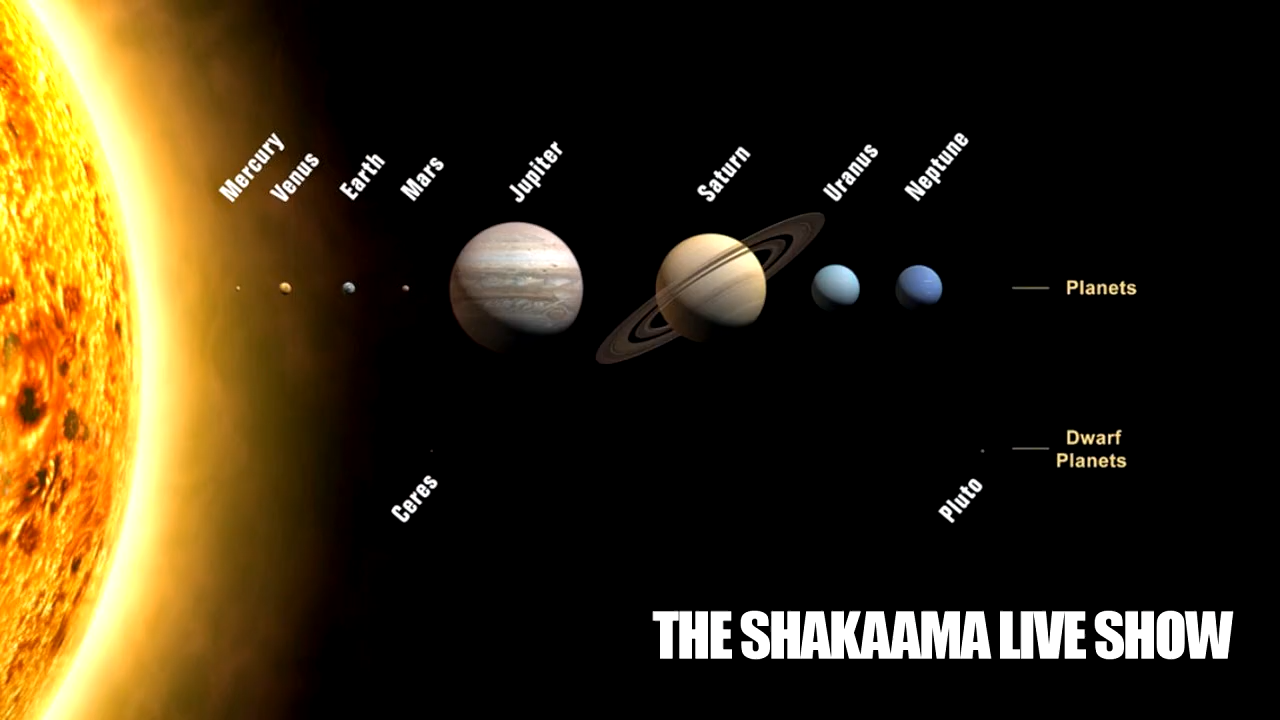 Mercury
Venus
Earth
Mars
Jupiter
Saturn
Uranus
Neptune
Planets
Ceres
Pluto
Dwarf
Planets
THE SHAKAAMA LIVE SHOW